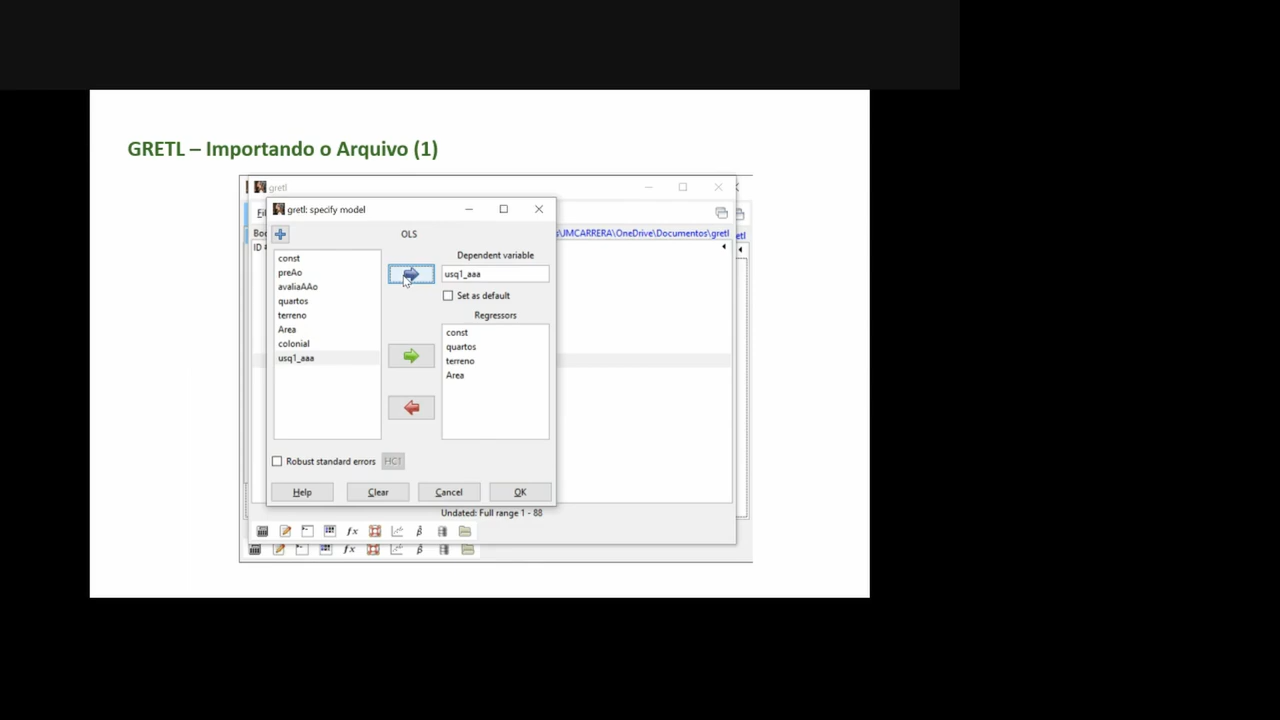 GRETL – Importando o Arquivo (1)
gretl
gretl: specify model
OLS
s\JMCARRERA\OneDrive\Documentos\gretl
ID #
const
preAo
avaliaAAo
quartos
terreno
Area
colonial
usq1_aaa
Dependent variable
usq1_aaa
Set as default
Regressors
const
quartos
terreno
Area
Robust standard errors
HC1
Help
Clear
Cancel
OK
Undated: Full range 1 - 88